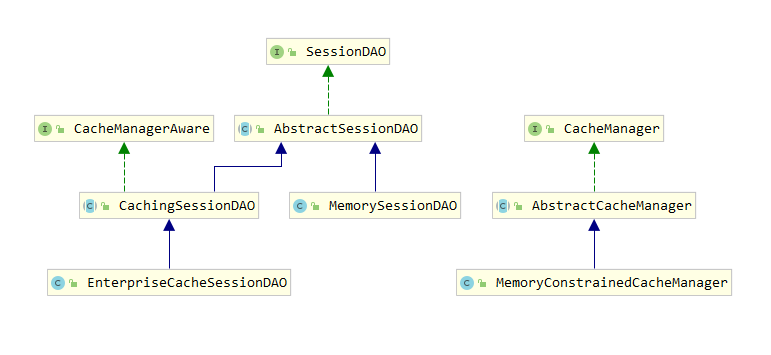 I SessionDAO
I CacheManagerAware
C AbstractSessionDAO
I CacheManager
C CachingSessionDAO
C MemorySessionDAO
C AbstractCacheManager
C EnterpriseCacheSessionDAO
C MemoryConstrainedCacheManager